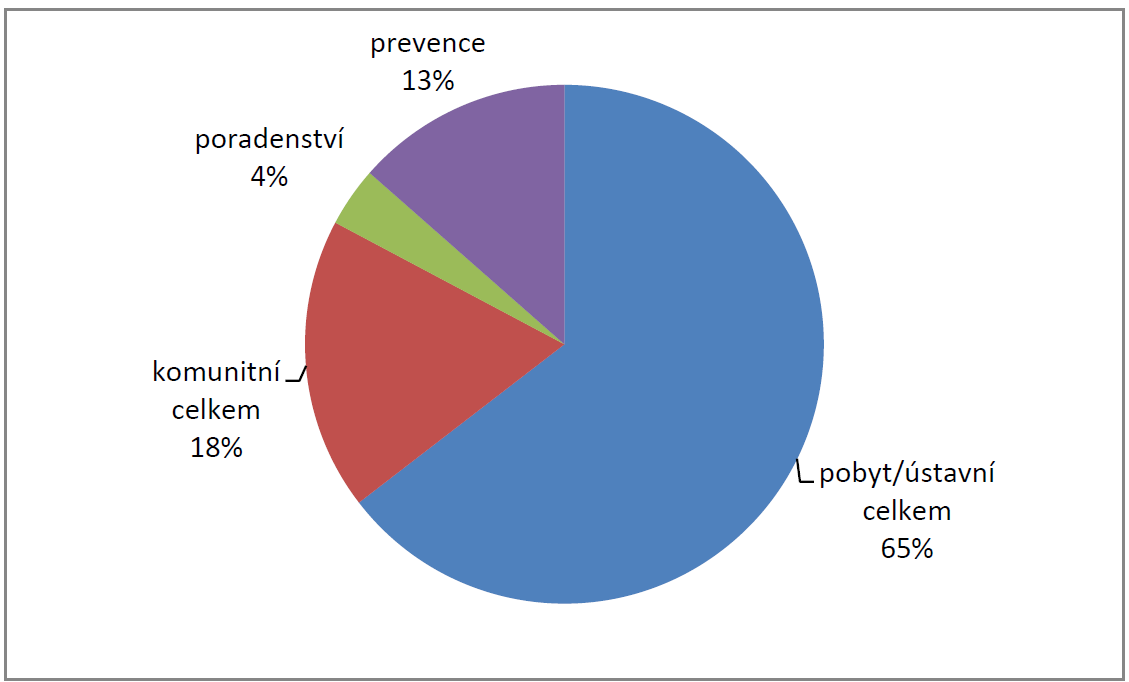 prevence
13%
poradenství
4%
komunitní
celkem
18%
pobyt/ústavní
celkem
65%